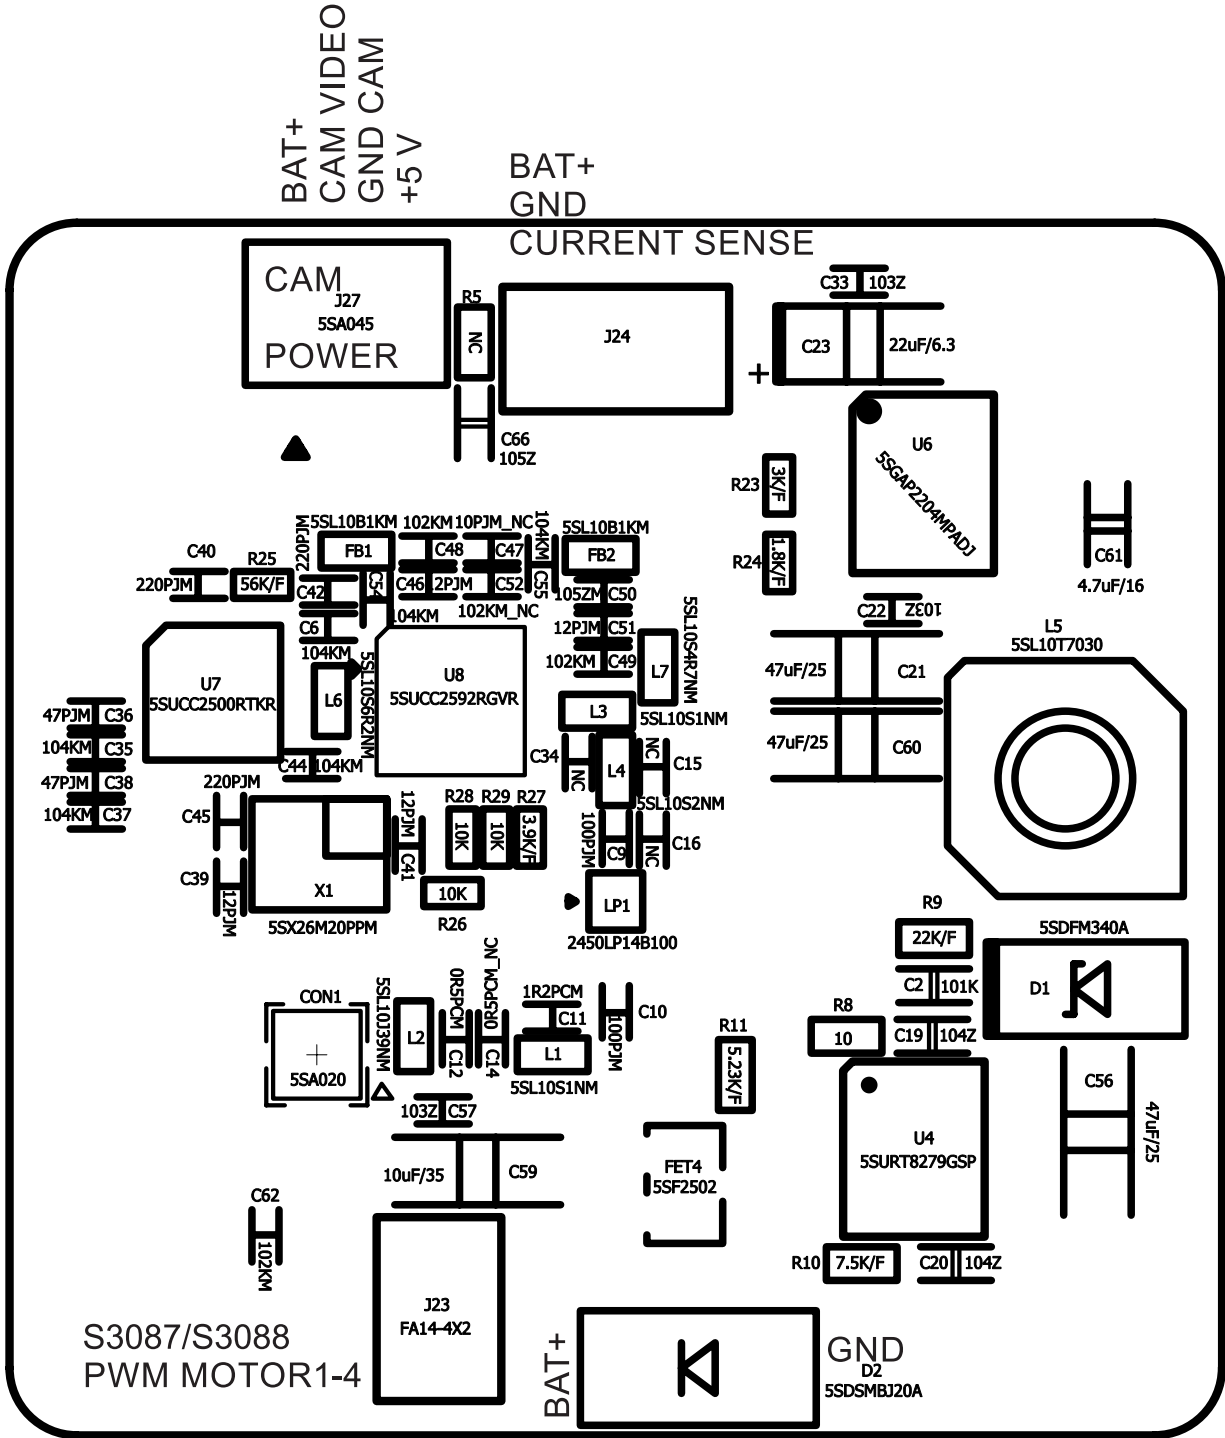 BAT+
CAM VIDEO
GND CAM
+5 V
BAT+
GND
CURRENT SENSE
CAM
J27
5SA045
POWER
R5
NC
J24
C33
103Z
C23
22uF/6.3
+
C66
105Z
U6
5SGAP2204MPADJ
R23
3K/F
R24
1.8K/F
C61
4.7uF/16
C22
103Z
C40
220PJM
R25
56K/F
220PJM
5SL10B1KM
FB1
102KM
C48
10PJM_NC
C47
104KM
C55
5SL10B1KM
FB2
C42
C54
104KM
C46
12PJM
C52
102KM_NC
105ZM
C50
C6
104KM
12PJM
C51
102KM
C49
5SL10S4R7NM
L7
U7
5SUCC2500RTKR
L6
5SL10S6R2NM
U8
5SUCC2592RGVR
L3
5SL10S1NM
47uF/25
C21
47uF/25
C60
L5
5SL10T7030
47PJM
C36
104KM
C35
47PJM
C38
104KM
C37
C44
104KM
C34
NC
L4
NC
C15
5SL10S2NM
220PJM
C45
C39
12PJM
X1
5SX26M20PPM
12PJM
C41
R28
10K
R29
10K
R27
3.9K/F
10K
R26
100PJM
C9
NC
C16
LP1
2450LP14B100
R9
22K/F
5SDFM340A
D1
C2
101K
R8
10
C19
104Z
CON1
5SA020
5SL10J39NM
L2
0R5PCM
C12
0R5PCM_NC
C14
1R2PCM
C11
L1
5SL10S1NM
C10
100PJM
R11
5.23K/F
103Z
C57
10uF/35
C59
FET4
5SF2502
U4
5SURT8279GSP
C56
47uF/25
C62
102KM
R10
7.5K/F
C20
104Z
J23
FA14-4X2
S3087/S3088
PWM MOTOR1-4
BAT+
GND
D2
5SDSMBJ20A